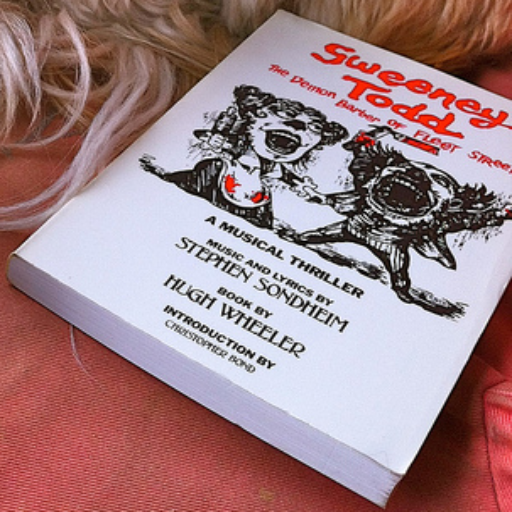 Sweeney
Todd
The Demon Barber of Fleet Street
A MUSICAL THRILLER
MUSIC AND LYRICS BY
STEPHEN SONDHEIM
BOOK BY
HUGH WHEELER
INTRODUCTION BY
CHRISTOPHER BOND